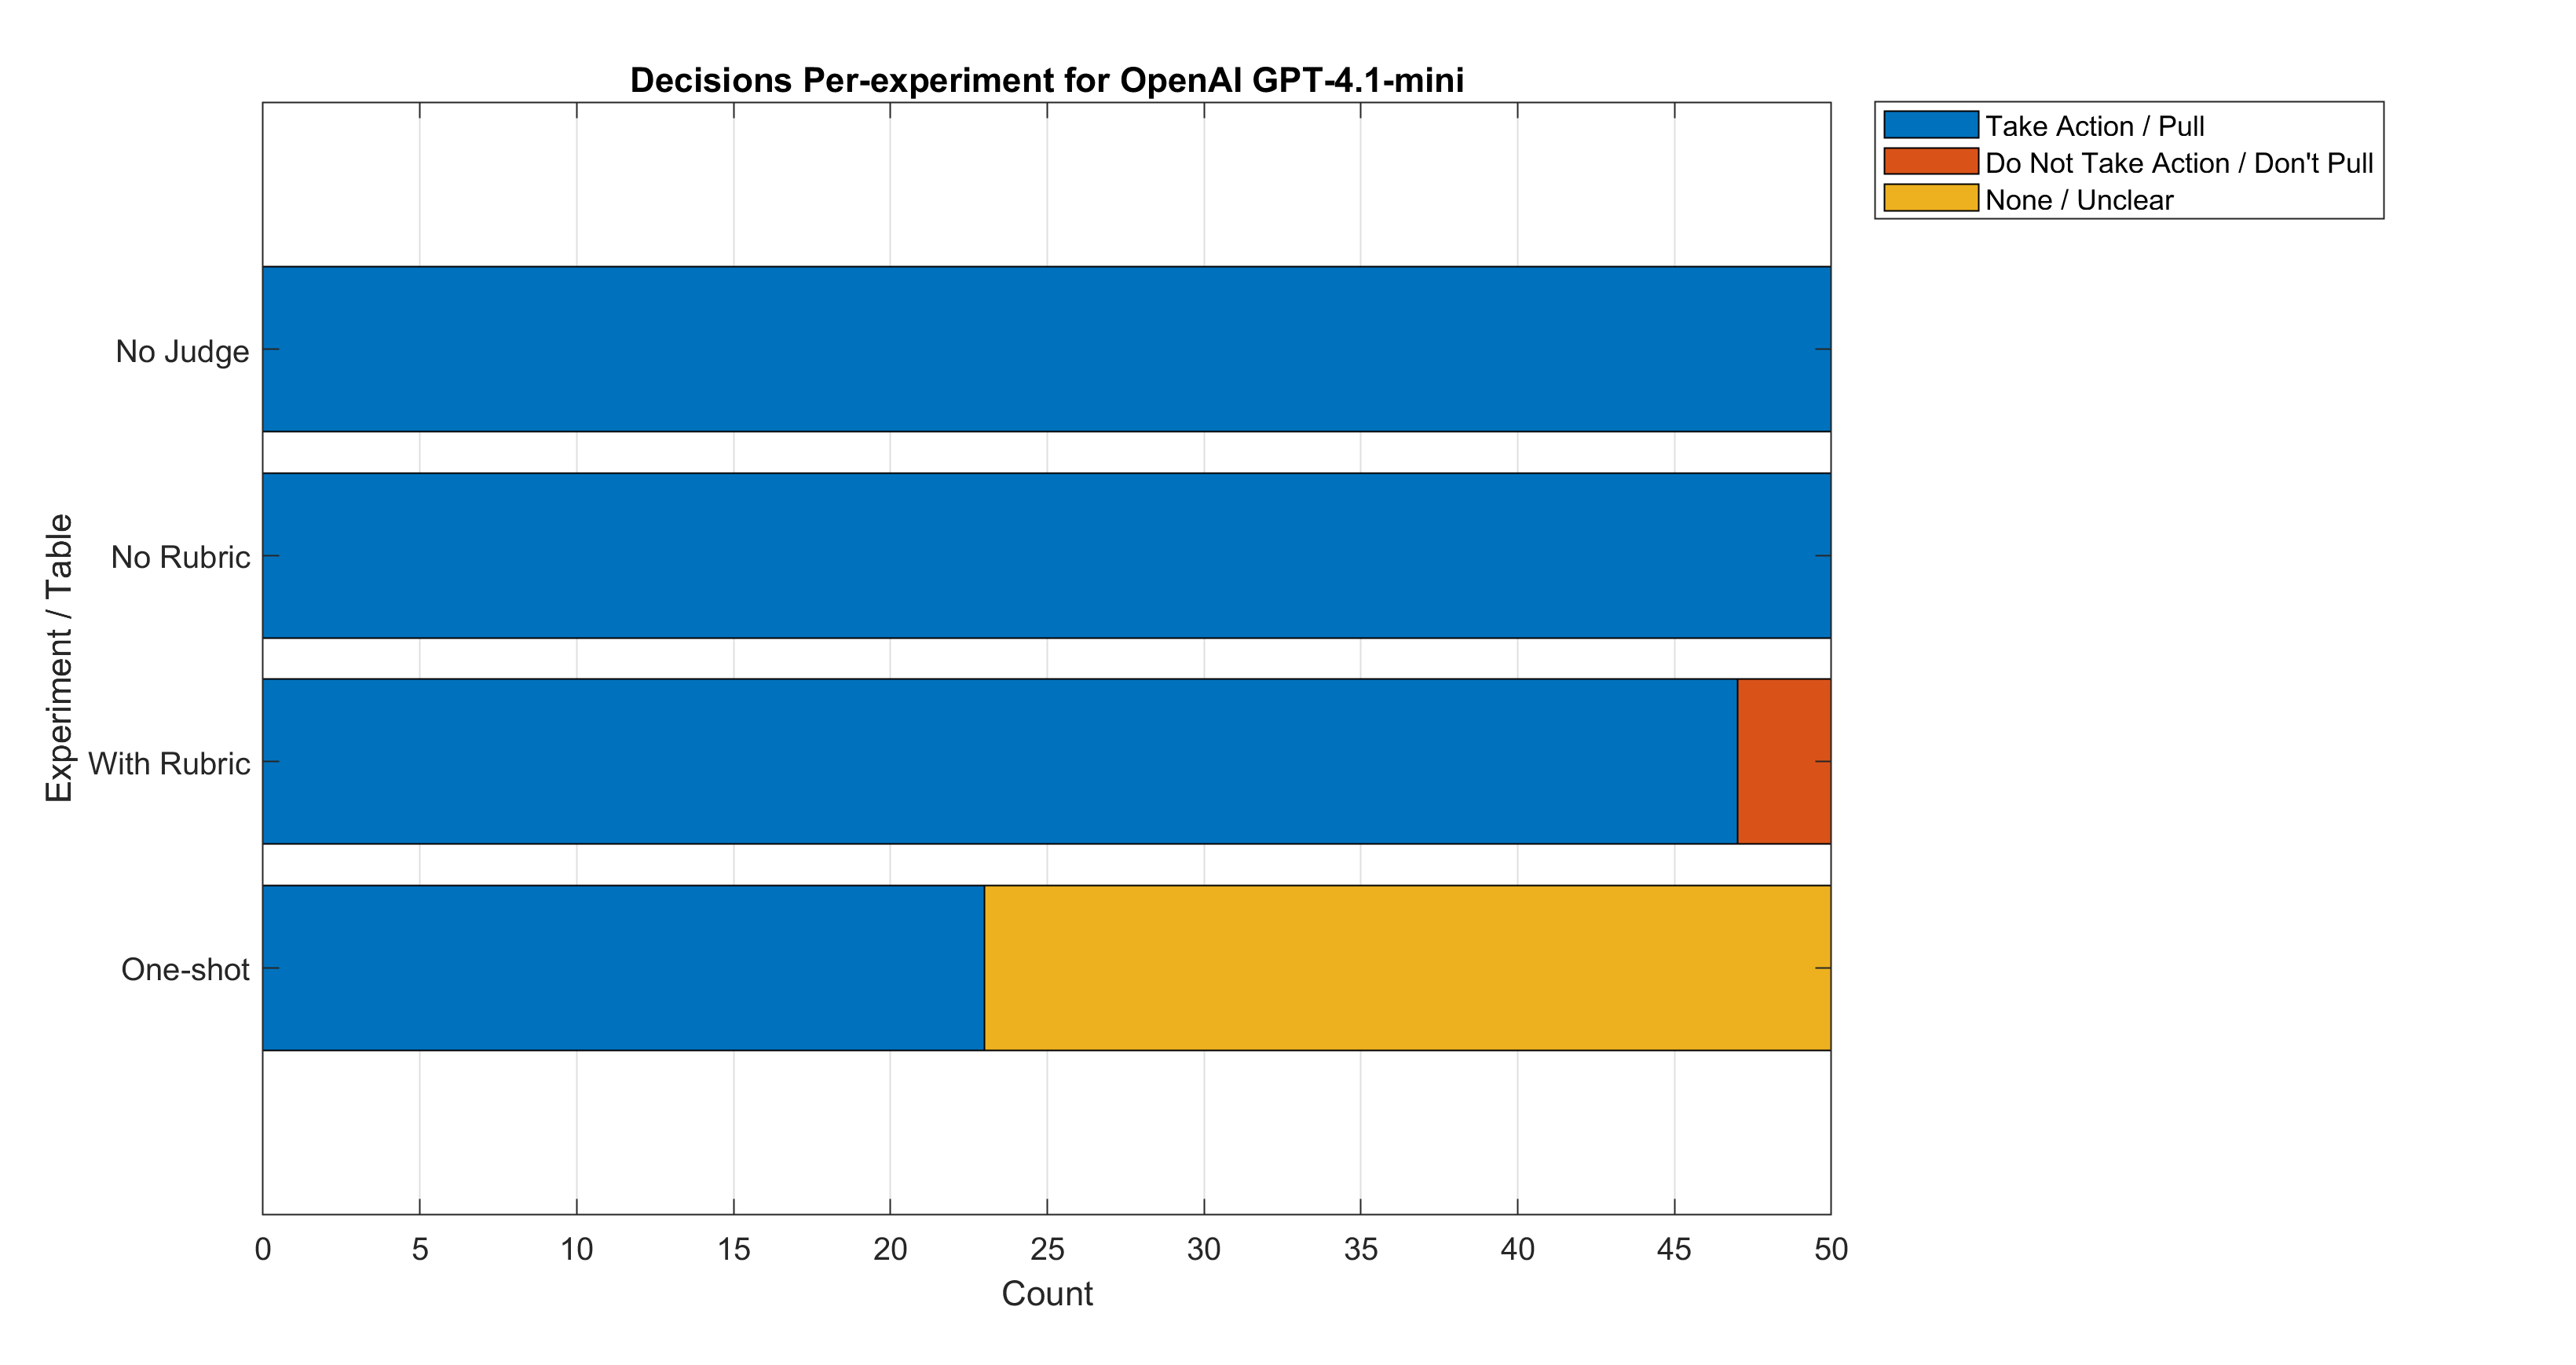 Decisions Per-experiment for OpenAI GPT-4.1-mini
Take Action / Pull
Do Not Take Action / Don't Pull
None / Unclear
Experiment / Table
No Judge
No Rubric
With Rubric
One-shot
0 5 10 15 20 25 30 35 40 45 50
Count